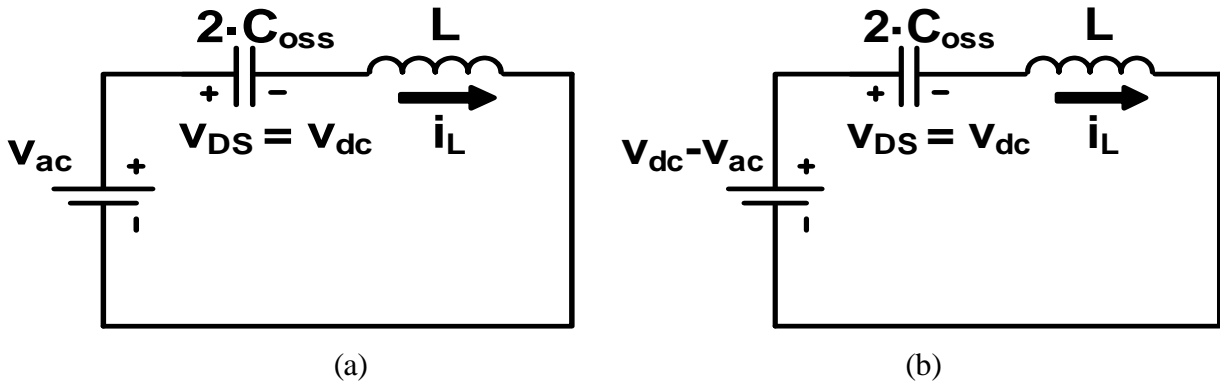 2·Coss L
+ −
vDS = vdc iL
vac
+
−
(a)
2·Coss L
+ −
vDS = vdc iL
vdc-vac
+
−
(b)